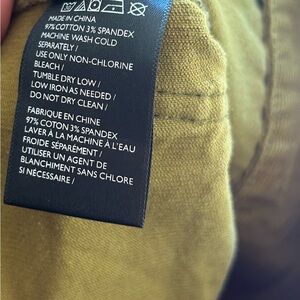 MADE IN CHINA
97% COTTON 3% SPANDEX
MACHINE WASH COLD
SEPARATELY /
USE ONLY NON-CHLORINE
BLEACH /
TUMBLE DRY LOW /
LOW IRON AS NEEDED /
DO NOT DRY CLEAN /
FABRIQUE EN CHINE
97% COTON 3% SPANDEX
LAVER À LA MACHINE À L'EAU
FROIDE SÉPARÉMENT /
UTILISER UN AGENT DE
BLANCHIMENT SANS CHLORE
SI NÉCESSAIRE /